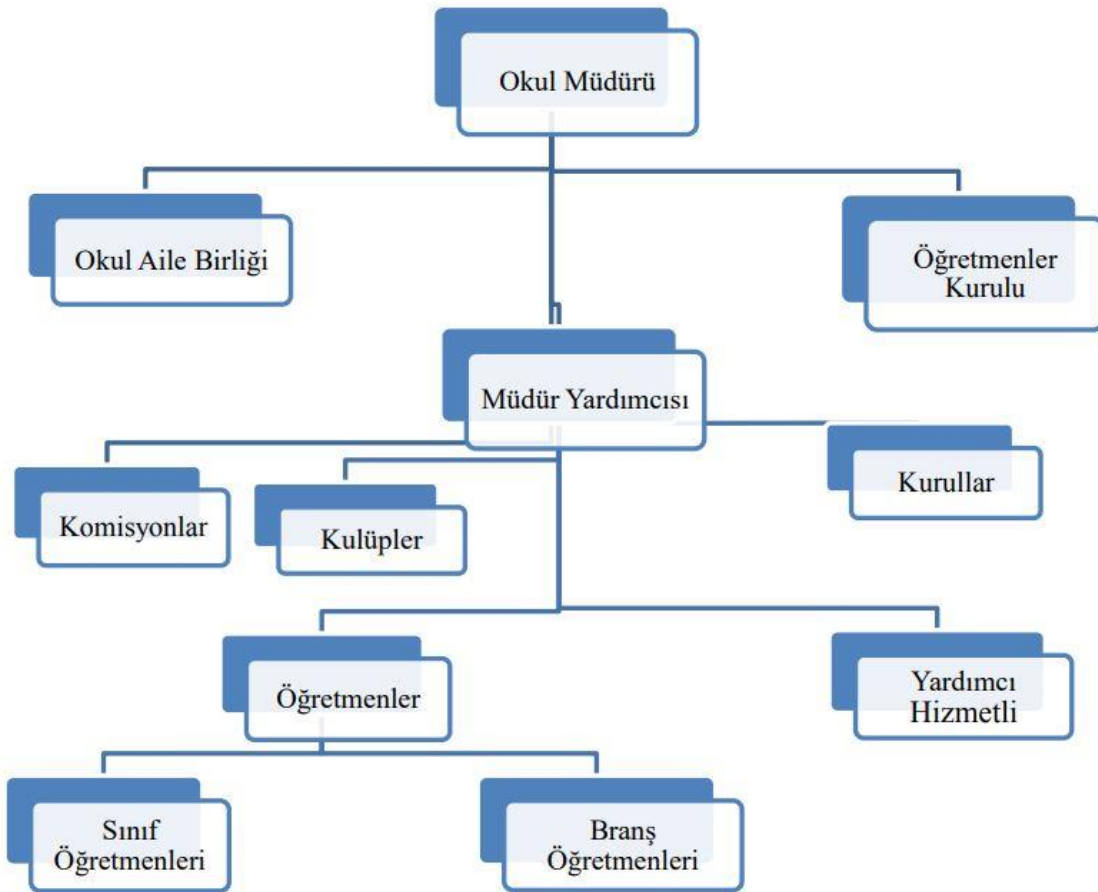 Okul Müdürü
Okul Aile Birliği
Öğretmenler
Kurulu
Müdür Yardımcısı
Kurullar
Komisyonlar
Kulüpler
Öğretmenler
Yardımcı
Hizmetli
Sınıf
Öğretmenleri
Branş
Öğretmenleri